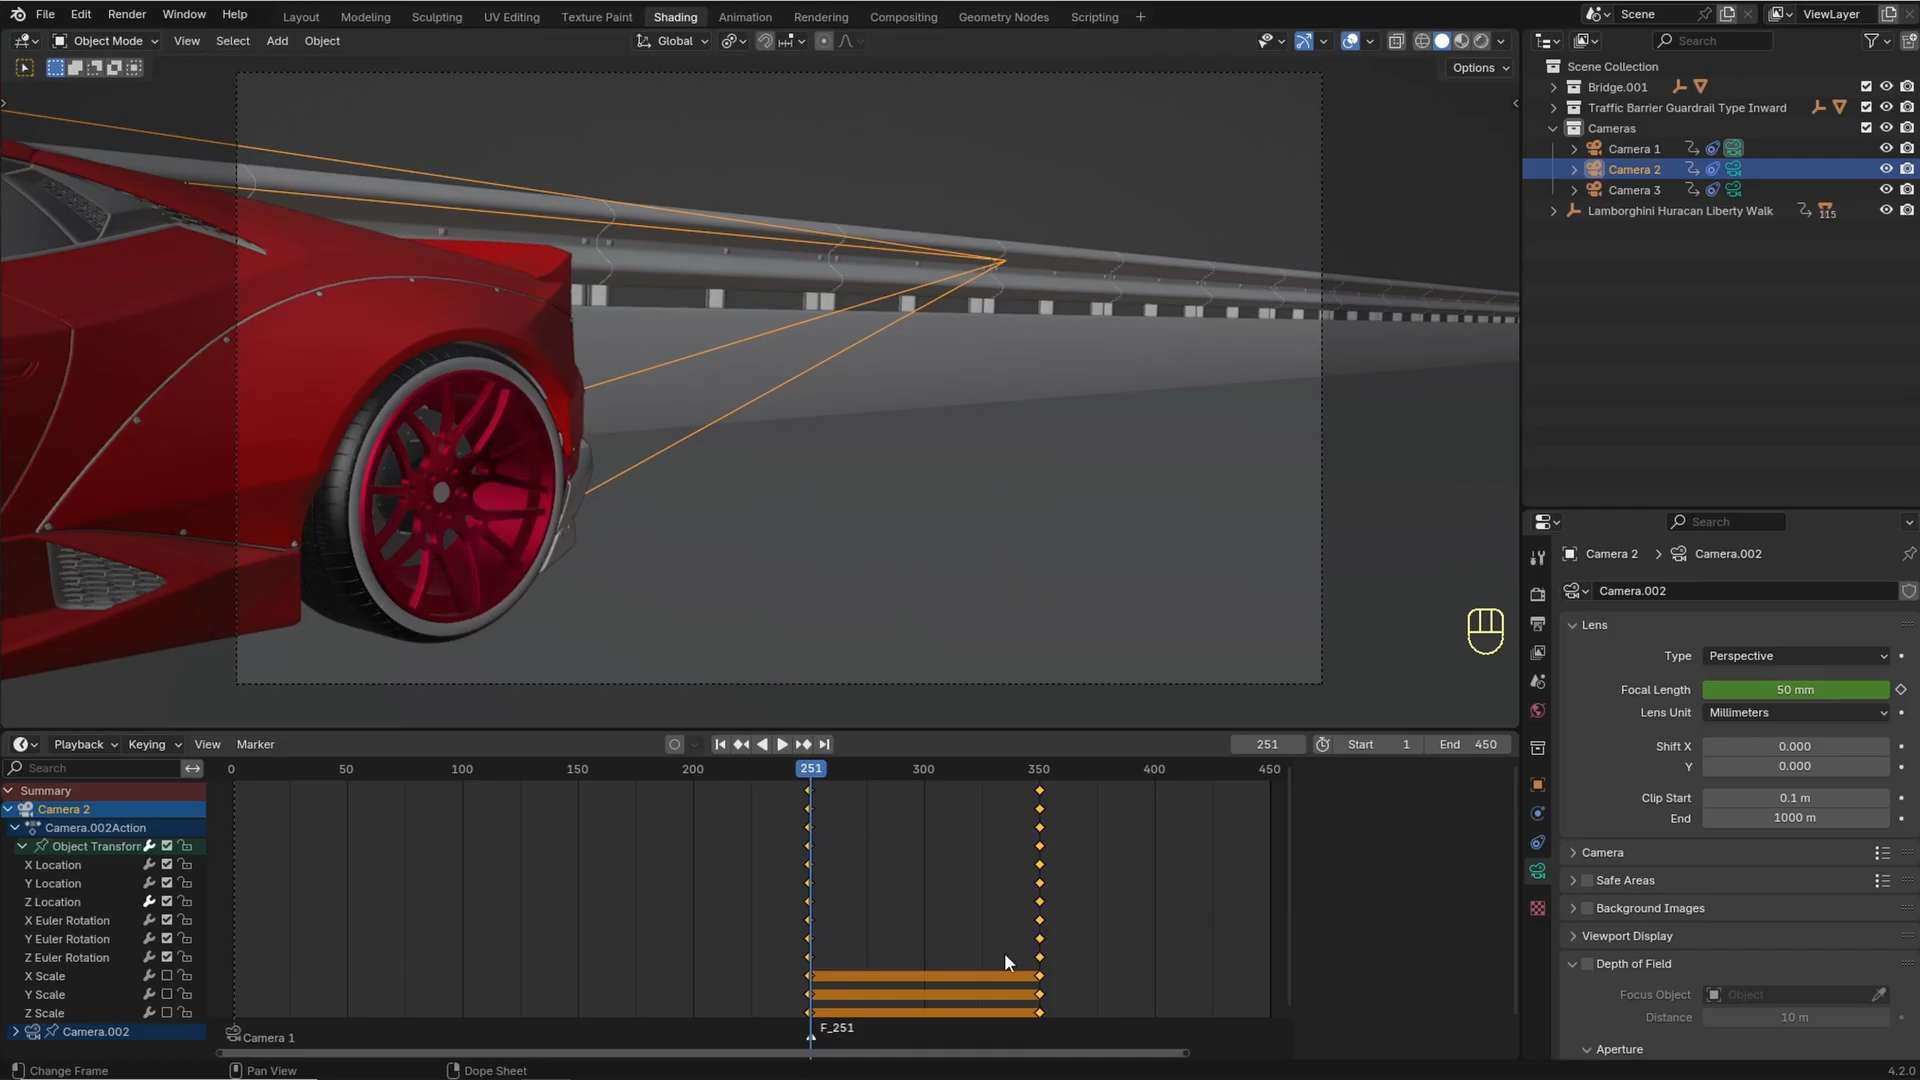 File Edit Render Window Help Layout Modeling Sculpting UV Editing Texture Paint Shading Animation Rendering Compositing Geometry Nodes Scripting + Scene ViewLayer
Object Mode View Select Add Object Global Search
Options
Scene Collection
Bridge.001
Traffic Barrier Guardrail Type Inward
Cameras
Camera 1
Camera 2
Camera 3
Lamborghini Huracan Liberty Walk 115
Search
Camera 2 > Camera.002
Camera.002
Lens
Type Perspective
Focal Length 50 mm
Lens Unit Millimeters
Shift X 0.000
Y 0.000
Clip Start 0.1 m
End 1000 m
Camera
Safe Areas
Background Images
Viewport Display
Depth of Field
Focus Object Object
Distance 10 m
Aperture
Playback Keying View Marker 251 Start 1 End 450
Search 0 50 100 150 200 251 300 350 400 450
Summary
Camera 2
Camera.002Action
Object Transforn
X Location
Y Location
Z Location
X Euler Rotation
Y Euler Rotation
Z Euler Rotation
X Scale
Y Scale
Z Scale
Camera.002
Camera 1
F_251
Change Frame Pan View Dope Sheet 4.2.0